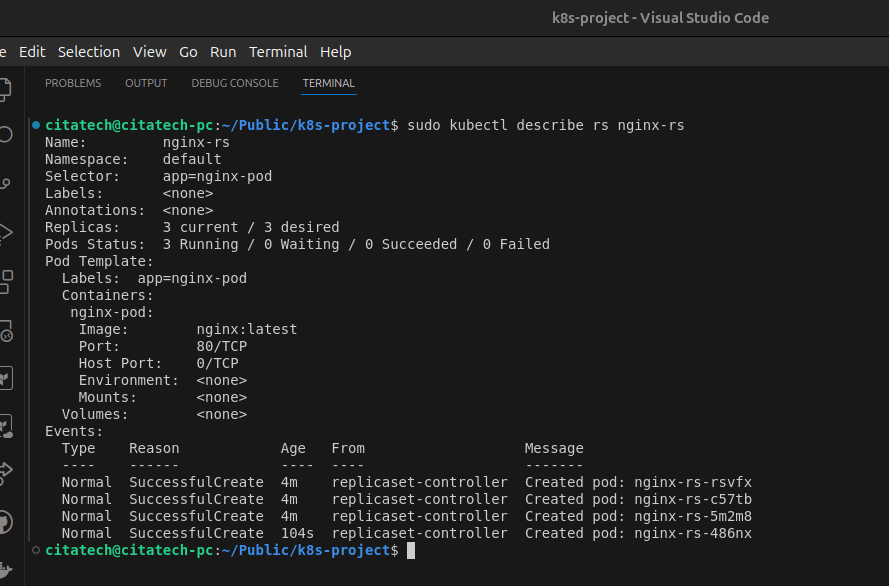 k8s-project - Visual Studio Code
e Edit Selection View Go Run Terminal Help
PROBLEMS OUTPUT DEBUG CONSOLE TERMINAL
citatech@citatech-pc:~/Public/k8s-project$ sudo kubectl describe rs nginx-rs
Name: nginx-rs
Namespace: default
Selector: app=nginx-pod
Labels: <none>
Annotations: <none>
Replicas: 3 current / 3 desired
Pods Status: 3 Running / 0 Waiting / 0 Succeeded / 0 Failed
Pod Template:
Labels: app=nginx-pod
Containers:
nginx-pod:
Image: nginx:latest
Port: 80/TCP
Host Port: 0/TCP
Environment: <none>
Mounts: <none>
Volumes: <none>
Events:
Type Reason Age From Message
---- ------ ---- ---- -------
Normal SuccessfulCreate 4m replicaset-controller Created pod: nginx-rs-rsvfx
Normal SuccessfulCreate 4m replicaset-controller Created pod: nginx-rs-c57tb
Normal SuccessfulCreate 4m replicaset-controller Created pod: nginx-rs-5m2m8
Normal SuccessfulCreate 104s replicaset-controller Created pod: nginx-rs-486nx
citatech@citatech-pc:~/Public/k8s-project$